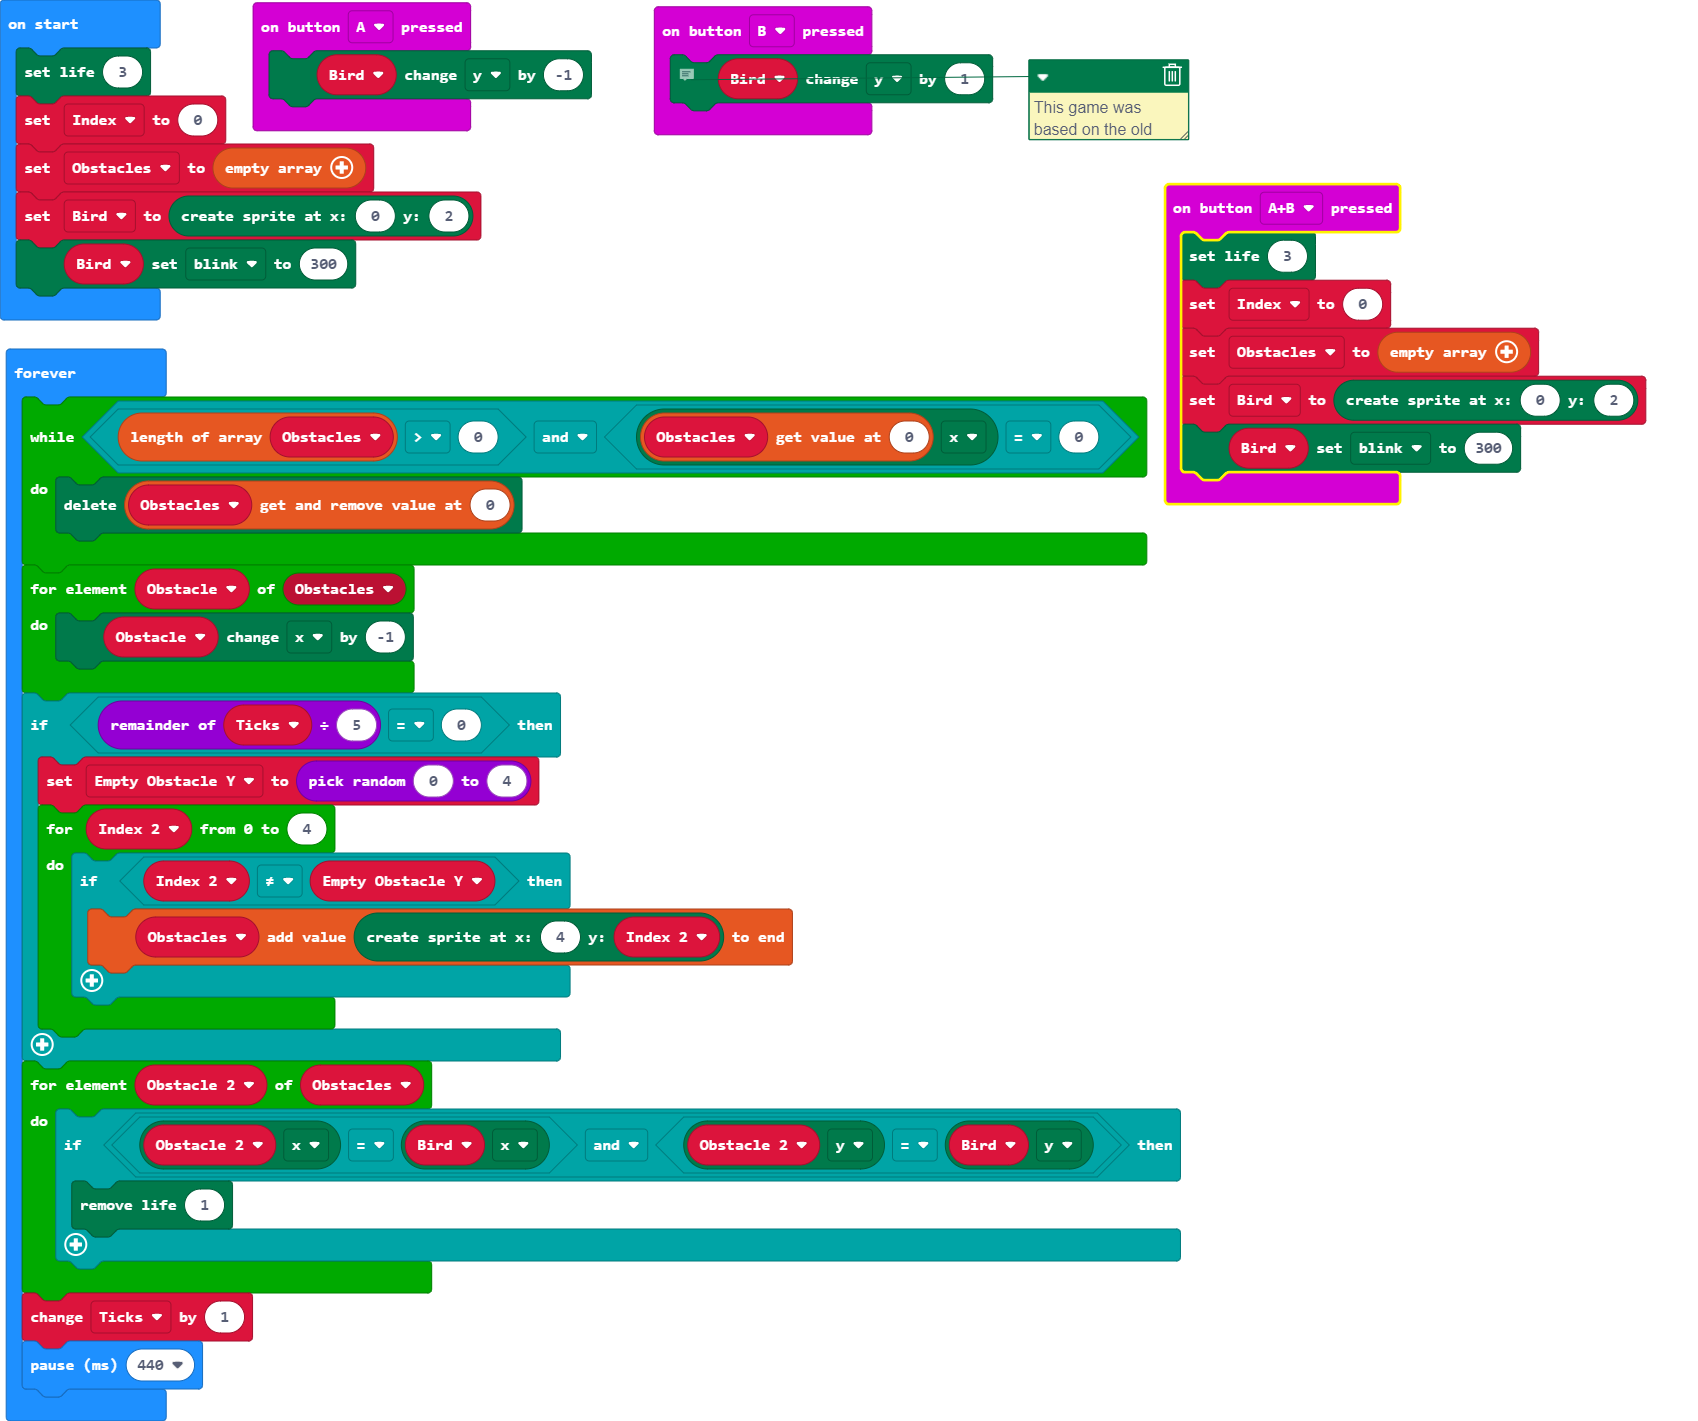 on start
set life 3
set Index to 0
set Obstacles to empty array
set Bird to create sprite at x: 0 y: 2
Bird set blink to 300
on button A pressed
Bird change y by -1
on button B pressed
Bird change y by 1
This game was
based on the old
on button A+B pressed
set life 3
set Index to 0
set Obstacles to empty array
set Bird to create sprite at x: 0 y: 2
Bird set blink to 300
forever
while length of array Obstacles > 0 and Obstacles get value at 0 x = 0
do delete Obstacles get and remove value at 0
for element Obstacle of Obstacles
do Obstacle change x by -1
if remainder of Ticks ÷ 5 = 0 then
set Empty Obstacle Y to pick random 0 to 4
for Index 2 from 0 to 4
do if Index 2 ≠ Empty Obstacle Y then
Obstacles add value create sprite at x: 4 y: Index 2 to end
for element Obstacle 2 of Obstacles
do if Obstacle 2 x = Bird x and Obstacle 2 y = Bird y then
remove life 1
change Ticks by 1
pause (ms) 440